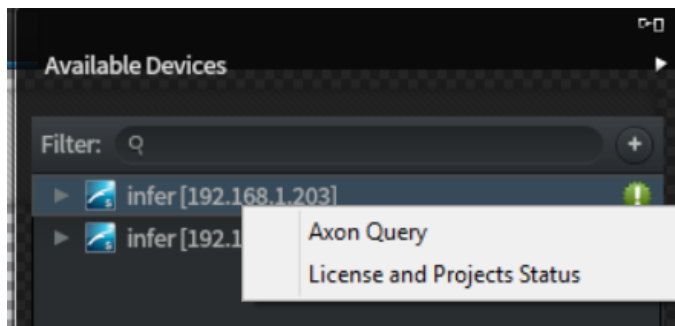 Available Devices
Filter:
infer [192.168.1.203]
infer [192.1
Axon Query
License and Projects Status